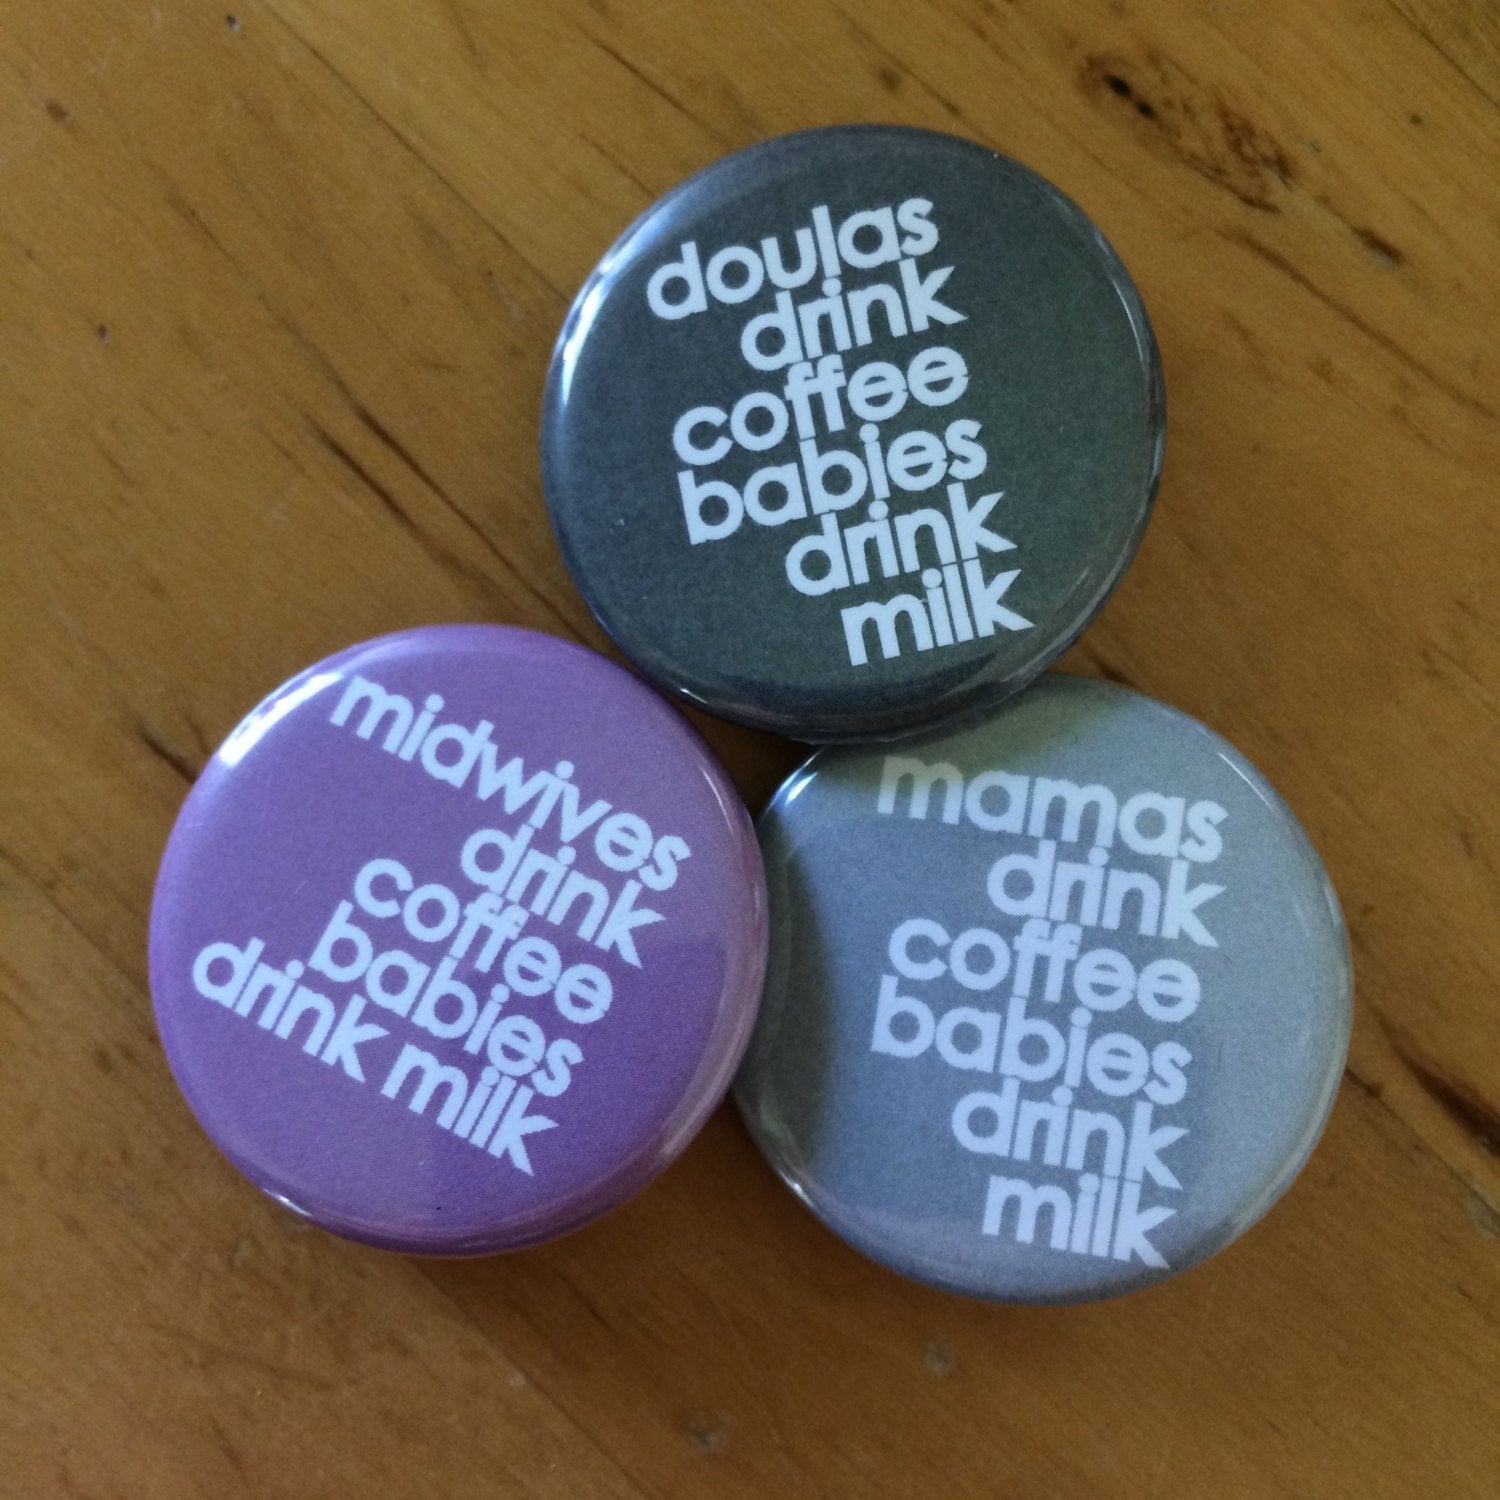 doulas
drink
coffee
babies
drink
milk
midwives
drink
coffee
babies
drink milk
mamas
drink
coffee
babies
drink
milk